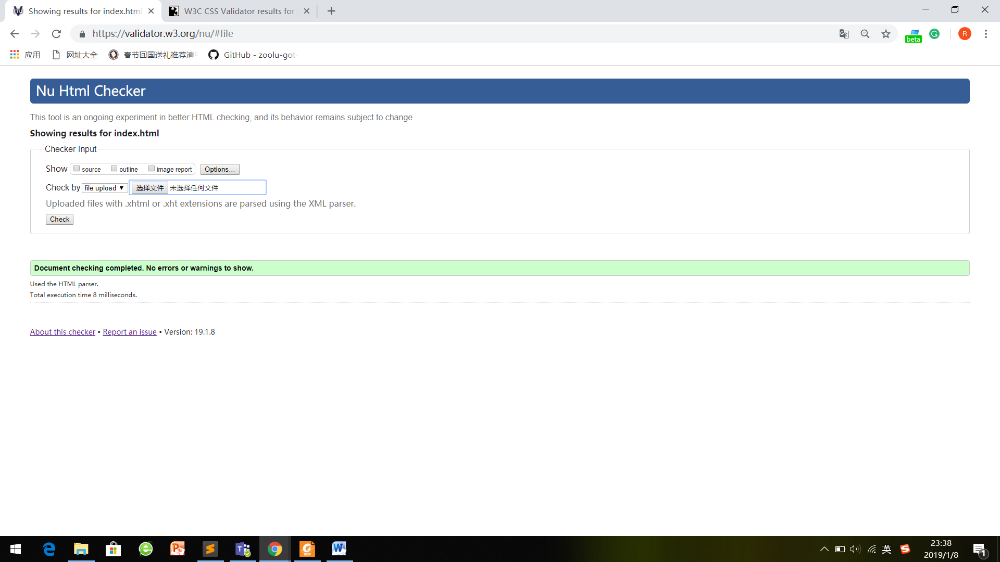 Showing results for index.html
W3C CSS Validator results for
https://validator.w3.org/nu/#file
beta
G
R
应用
网址大全
春节回国送礼推荐清单
GitHub - zoolu-got
Nu Html Checker
This tool is an ongoing experiment in better HTML checking, and its behavior remains subject to change
Showing results for index.html
Checker Input
Show source outline image report Options...
Check by file upload ▼ 选择文件 未选择任何文件
Uploaded files with .xhtml or .xht extensions are parsed using the XML parser.
Check
Document checking completed. No errors or warnings to show.
Used the HTML parser.
Total execution time 8 milliseconds.
About this checker • Report an issue • Version: 19.1.8
英
23:38
2019/1/8
1